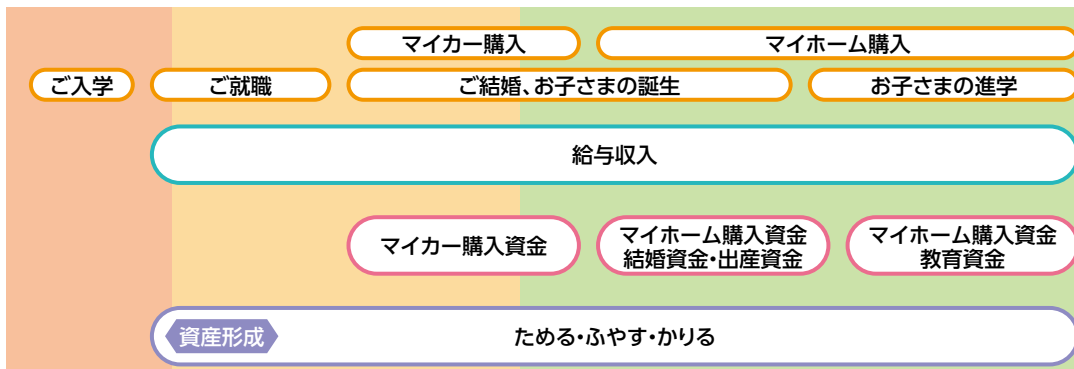 マイカー購入
マイホーム購入
ご入学
ご就職
ご結婚、お子さまの誕生
お子さまの進学
給与収入
マイカー購入資金
マイホーム購入資金
結婚資金・出産資金
マイホーム購入資金
教育資金
資産形成
ためる・ふやす・かりる